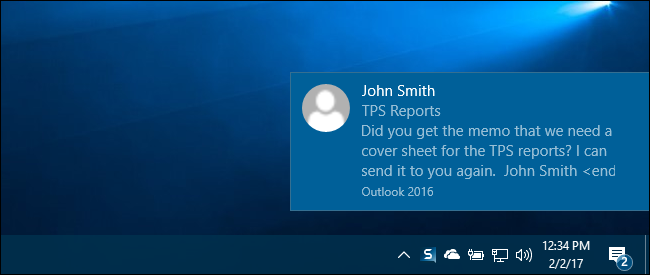 John Smith
TPS Reports
Did you get the memo that we need a
cover sheet for the TPS reports? I can
send it to you again.  John Smith <end
Outlook 2016
S
12:34 PM
2/2/17
2